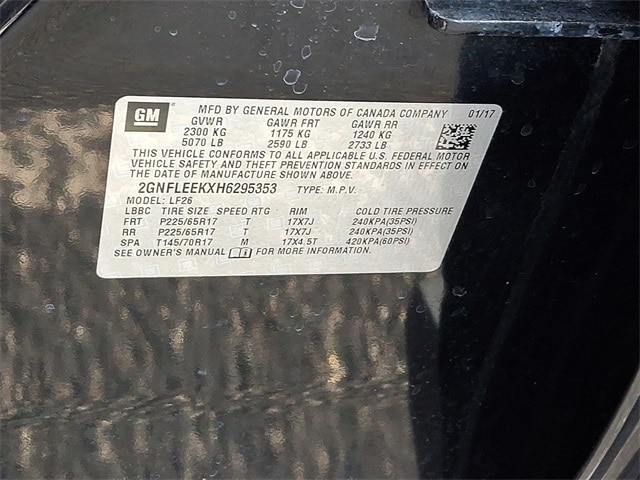 GM MFD BY GENERAL MOTORS OF CANADA COMPANY 01/17
GVWR GAWR FRT GAWR RR
2300 KG 1175 KG 1240 KG
5070 LB 2590 LB 2733 LB
THIS VEHICLE CONFORMS TO ALL APPLICABLE U.S. FEDERAL MOTOR
VEHICLE SAFETY AND THEFT PREVENTION STANDARDS IN EFFECT ON
THE DATE OF MANUFACTURE SHOWN ABOVE.
2GNFLEEKXH6295353 TYPE: M.P.V.
MODEL: LF26
LBBC TIRE SIZE SPEED RTG RIM COLD TIRE PRESSURE
FRT P225/65R17 T 17X7J 240KPA(35PSI)
RR P225/65R17 T 17X7J 240KPA(35PSI)
SPA T145/70R17 M 17X4.5T 420KPA(60PSI)
SEE OWNER'S MANUAL FOR MORE INFORMATION.